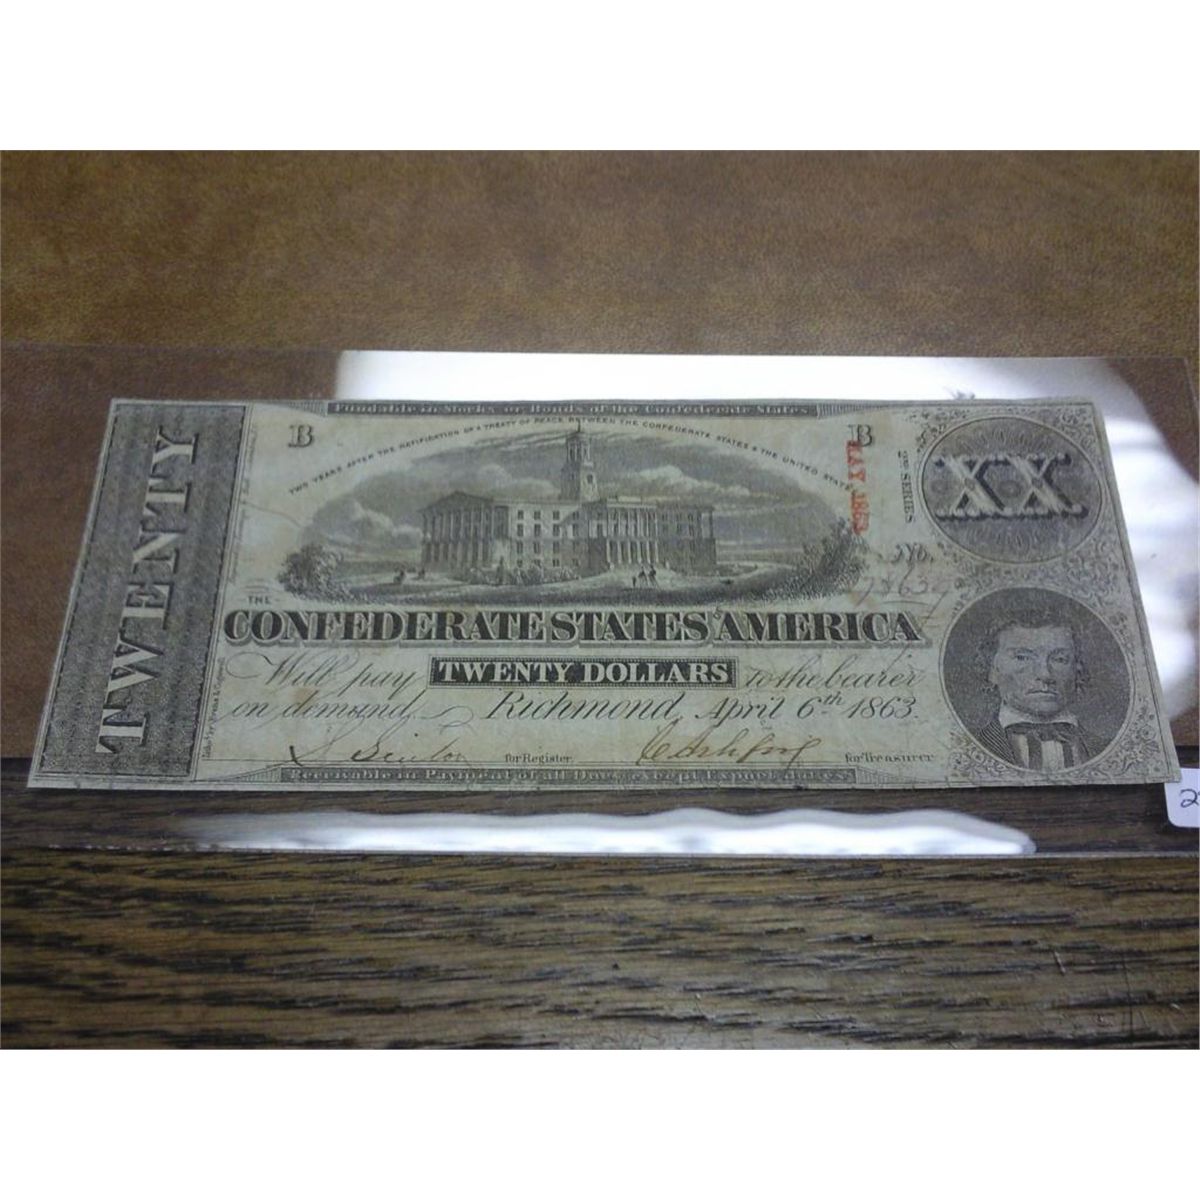 Fundable in Stocks or Bonds of the Confederate States
B
TWO YEARS AFTER THE RATIFICATION OF A TREATY OF PEACE BETWEEN THE CONFEDERATE STATES & THE UNITED STATES
B
MAY 1863
2ND SERIES
XX
TWENTY
No.
THE
CONFEDERATE STATES AMERICA
Will pay TWENTY DOLLARS to the bearer
on demand, Richmond, April 6th 1863.
for Register
for Treasurer
Receivable in Payment of all Dues except Export duties